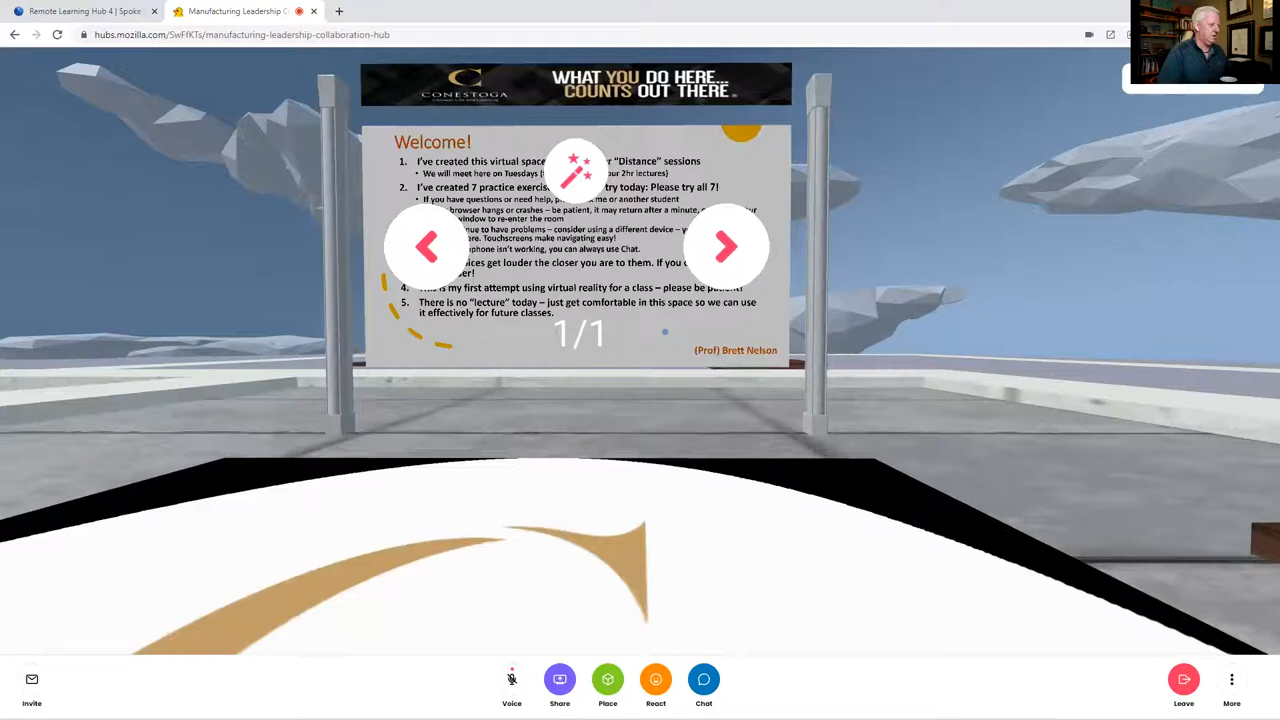 Remote Learning Hub 4 | Spoke
Manufacturing Leadership C
hubs.mozilla.com/SwFfKTs/manufacturing-leadership-collaboration-hub
CONESTOGA
WHAT YOU DO HERE...
COUNTS OUT THERE.
Welcome!
1. I've created this virtual space "Distance" sessions
• We will meet here on Tuesdays our 2hr lectures)
2. I've created 7 practice try today: Please try all 7!
• If you have questions or need help, me or another student
browser hangs or crashes – be patient, it may return after a minute,
window to re-enter the room
to have problems – consider using a different device –
Touchscreens make navigating easy!
isn't working, you can always use Chat.
get louder the closer you are to them. If you
4. is my first attempt using virtual reality for a class – please be patient!
5. There is no "lecture" today – just get comfortable in this space so we can use
it effectively for future classes.
1/1
(Prof) Brett Nelson
Invite
Voice
Share
Place
React
Chat
Leave
More